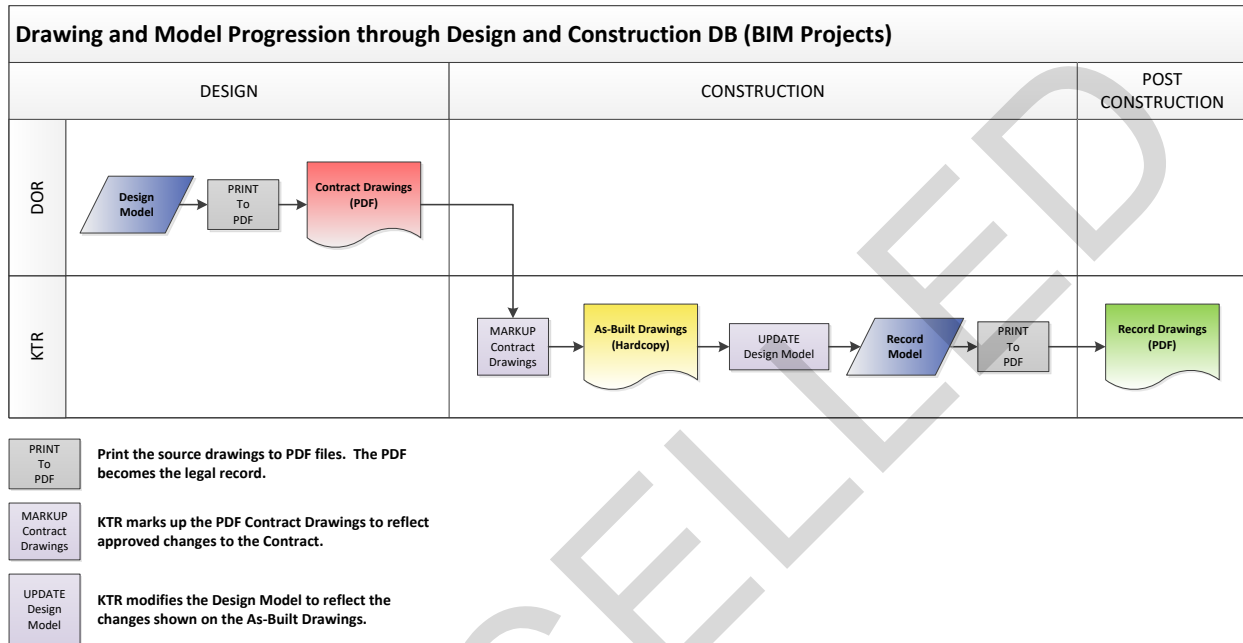 Drawing and Model Progression through Design and Construction DB (BIM Projects)
DESIGN
CONSTRUCTION
POST
CONSTRUCTION
DOR
Design
Model
PRINT
To
PDF
Contract Drawings
(PDF)
KTR
MARKUP
Contract
Drawings
As-Built Drawings
(Hardcopy)
UPDATE
Design Model
Record
Model
PRINT
To
PDF
Record Drawings
(PDF)
PRINT
To
PDF
Print the source drawings to PDF files.  The PDF
becomes the legal record.
MARKUP
Contract
Drawings
KTR marks up the PDF Contract Drawings to reflect
approved changes to the Contract.
UPDATE
Design
Model
KTR modifies the Design Model to reflect the
changes shown on the As-Built Drawings.
CELLED